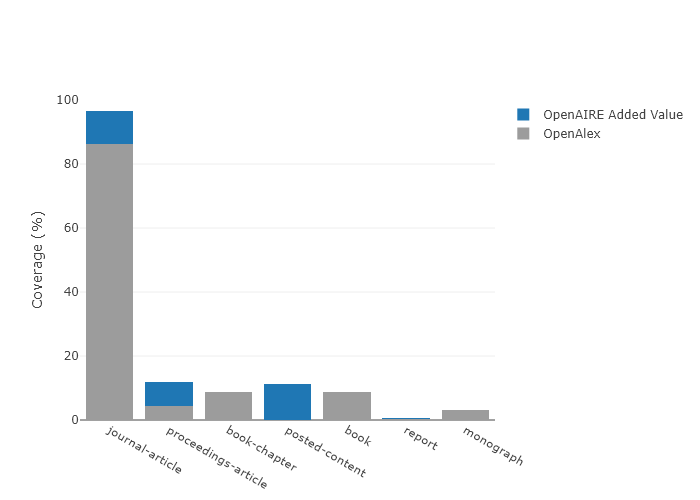 100
80
60
40
20
0
Coverage (%)
journal-article
proceedings-article
book-chapter
posted-content
book
report
monograph
OpenAIRE Added Value
OpenAlex